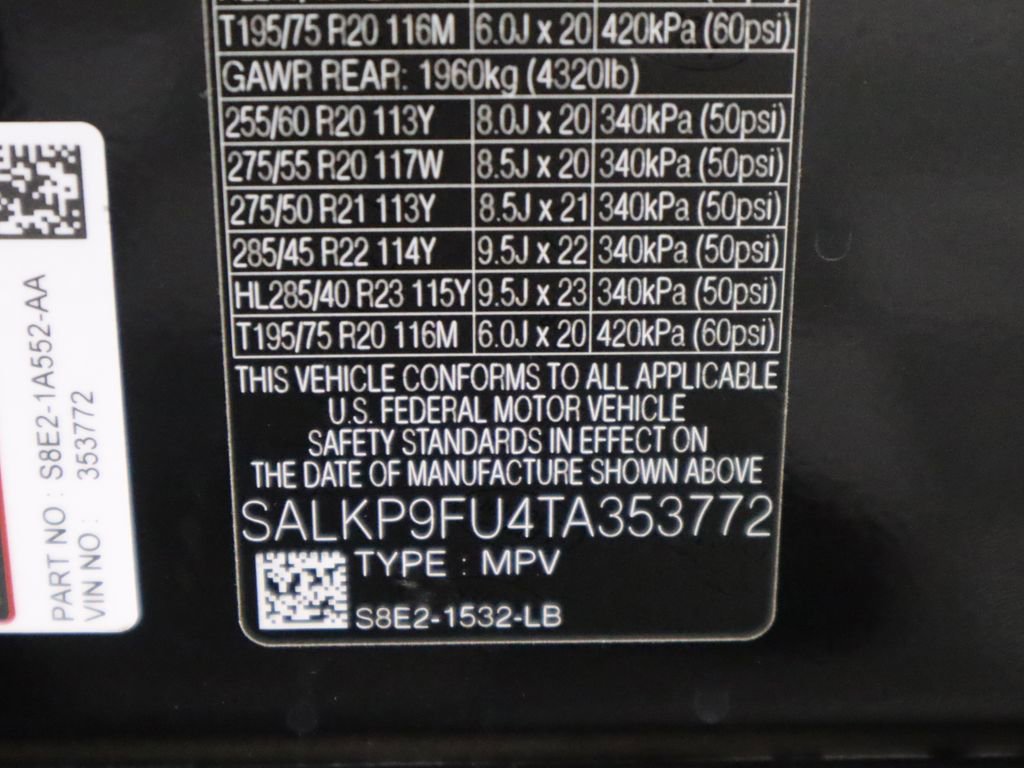 T195/75 R20 116M 6.0J x 20 420kPa (60psi)
GAWR REAR: 1960kg (4320lb)
255/60 R20 113Y 8.0J x 20 340kPa (50psi)
275/55 R20 117W 8.5J x 20 340kPa (50psi)
275/50 R21 113Y 8.5J x 21 340kPa (50psi)
285/45 R22 114Y 9.5J x 22 340kPa (50psi)
HL285/40 R23 115Y 9.5J x 23 340kPa (50psi)
T195/75 R20 116M 6.0J x 20 420kPa (60psi)
THIS VEHICLE CONFORMS TO ALL APPLICABLE
U.S. FEDERAL MOTOR VEHICLE
SAFETY STANDARDS IN EFFECT ON
THE DATE OF MANUFACTURE SHOWN ABOVE
SALKP9FU4TA353772
TYPE : MPV
S8E2-1532-LB
PART NO : S8E2-1A552-AA
VIN NO : 353772